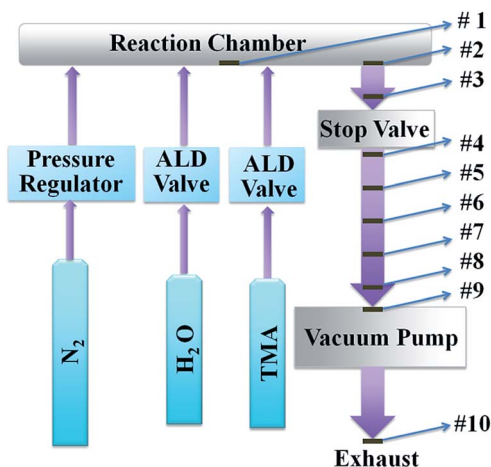 # 1
Reaction Chamber
#2
#3
Stop Valve
#4
Pressure
Regulator
ALD
Valve
ALD
Valve
#5
#6
#7
#8
#9
N₂
H₂O
TMA
Vacuum Pump
#10
Exhaust